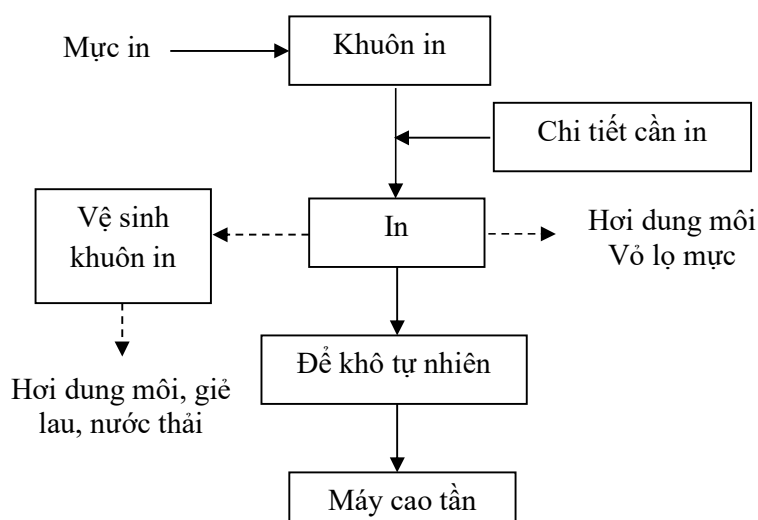 Mực in
Khuôn in
Chi tiết cần in
Vệ sinh
khuôn in
In
Hơi dung môi
Vỏ lọ mực
Để khô tự nhiên
Hơi dung môi, giẻ
lau, nước thải
Máy cao tần